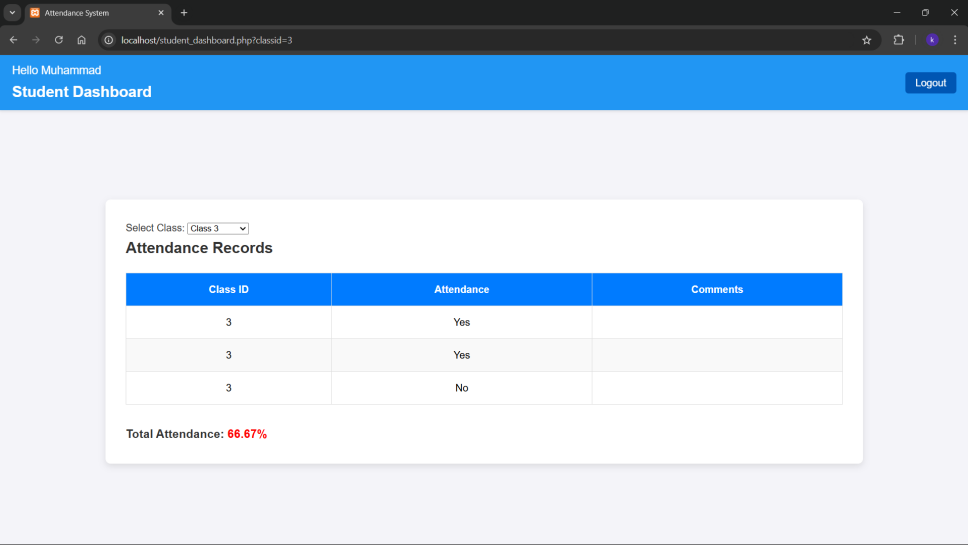 Attendance System
localhost/student_dashboard.php?classid=3
k
Hello Muhammad
Student Dashboard
Logout
Select Class: Class 3
Attendance Records
Class ID Attendance Comments
3 Yes
3 Yes
3 No
Total Attendance: 66.67%